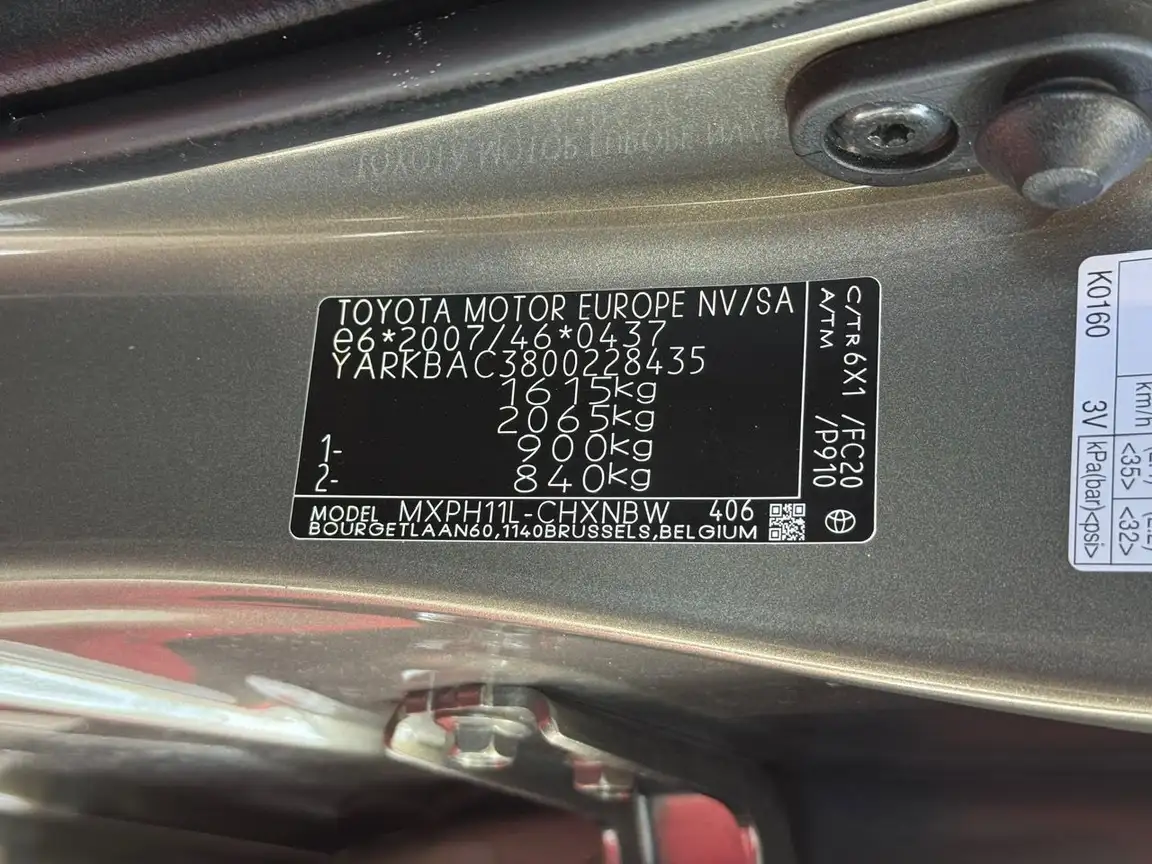 TOYOTA MOTOR EUROPE NV/SA
e6*2007/46*0437
YARKBAC3800228435
1615kg
2065kg
1- 900kg
2- 840kg
MODEL MXPH11L-CHXNBW 406
BOURGETLAAN60,1140BRUSSELS,BELGIUM
C/TR 6X1 /FC20
A/TM /P910
K0160 3V
km/h
<35> <32>
kPa(bar)<psi>
TOYOTA MOTOR EUROPE